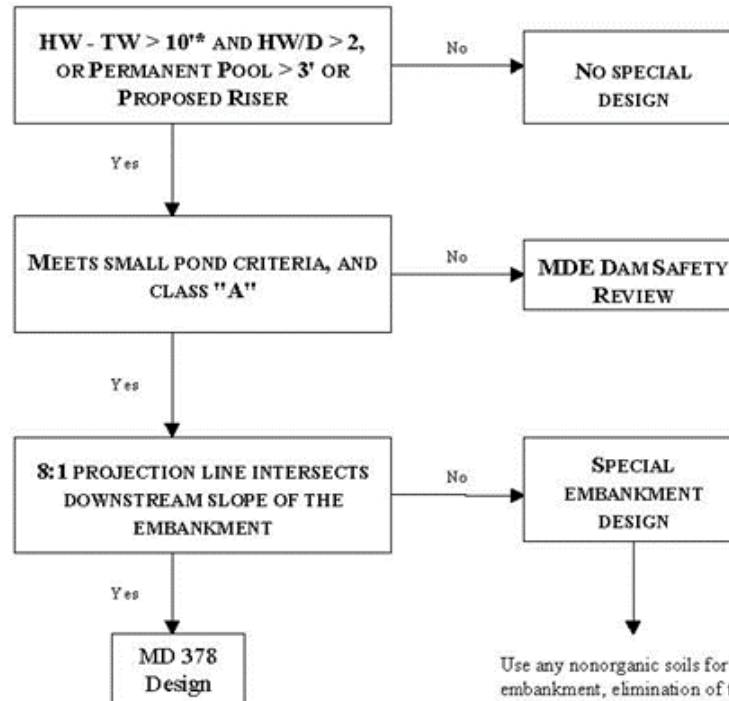 HW - TW > 10'* AND HW/D > 2,
OR PERMANENT POOL > 3' OR
PROPOSED RISER
No
NO SPECIAL
DESIGN
Yes
MEETS SMALL POND CRITERIA, AND
CLASS "A"
No
MDE DAM SAFETY
REVIEW
Yes
8:1 PROJECTION LINE INTERSECTS
DOWNSTREAM SLOPE OF THE
EMBANKMENT
No
SPECIAL
EMBANKMENT
DESIGN
Yes
MD 378
Design
Use any nonorganic soils for
embankment, elimination of